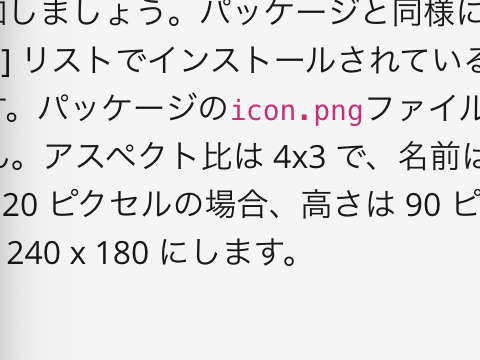 しましょう。パッケージと同様に
] リストでインストールされている
。パッケージのicon.pngファイル
。アスペクト比は 4x3 で、名前は
20 ピクセルの場合、高さは 90 ピ
240 x 180 にします。